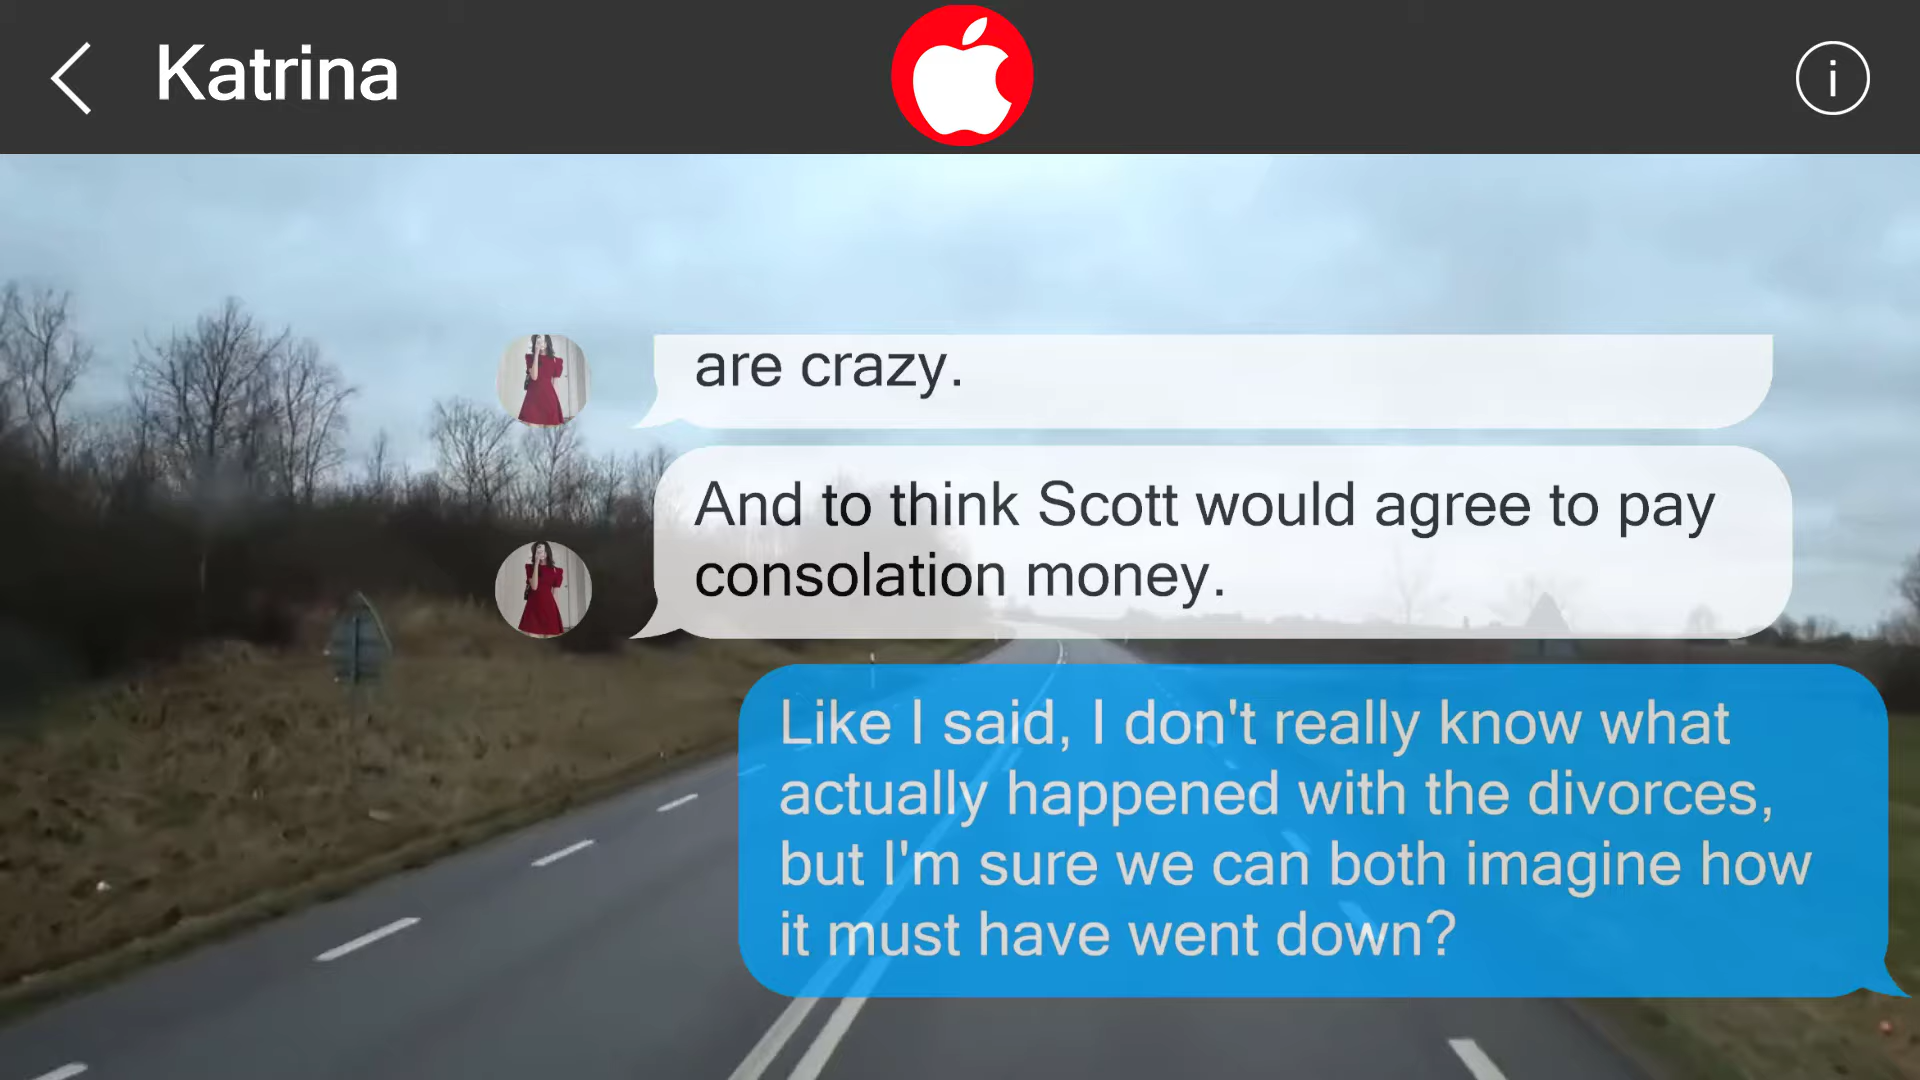 Katrina
i
are crazy.
And to think Scott would agree to pay
consolation money.
Like I said, I don't really know what
actually happened with the divorces,
but I'm sure we can both imagine how
it must have went down?